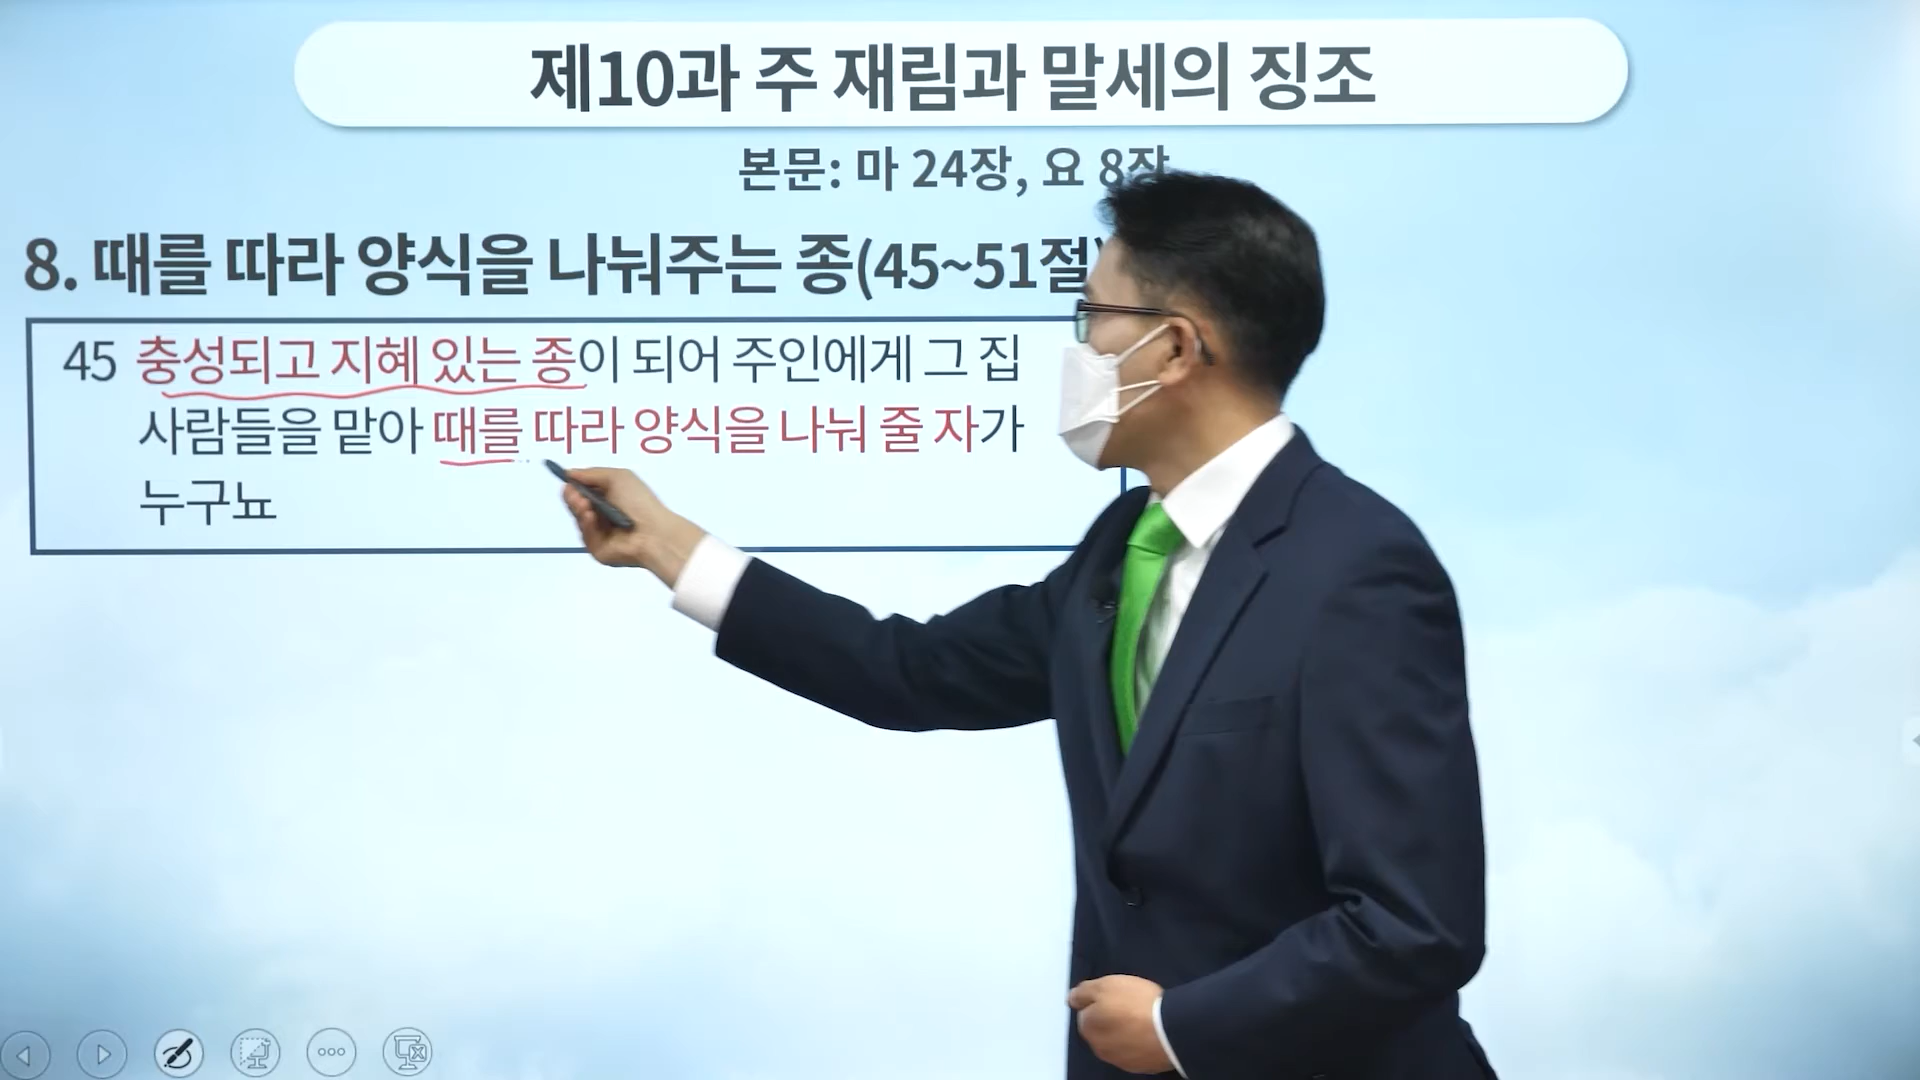 제10과 주 재림과 말세의 징조
본문: 마 24장, 요 8장
8. 때를 따라 양식을 나눠주는 종(45~51절)
45 충성되고 지혜 있는 종이 되어 주인에게 그 집
사람들을 맡아 때를 따라 양식을 나눠 줄 자가
누구뇨